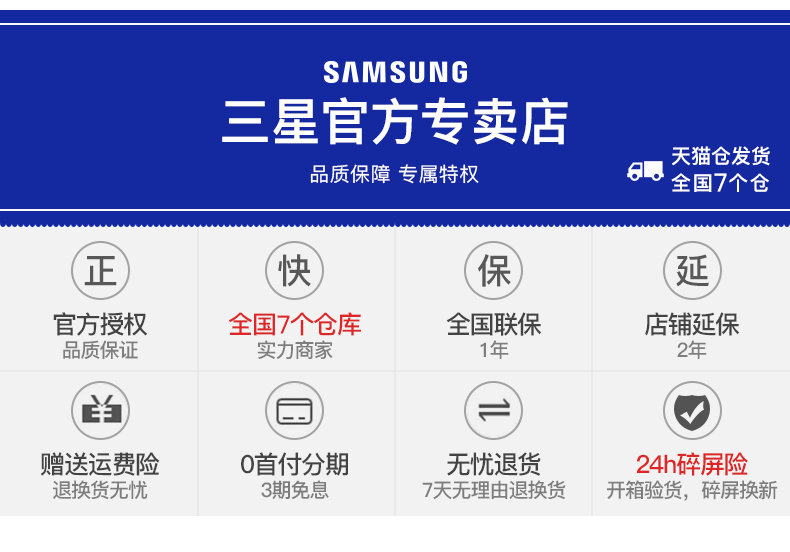 SAMSUNG
三星官方专卖店
品质保障 专属特权
天猫仓发货
全国7个仓
正
快
保
延
官方授权
全国7个仓库
全国联保
店铺延保
品质保证
实力商家
1年
2年
赠送运费险
0首付分期
无忧退货
24h碎屏险
退换货无忧
3期免息
7天无理由退换货
开箱验货，碎屏换新